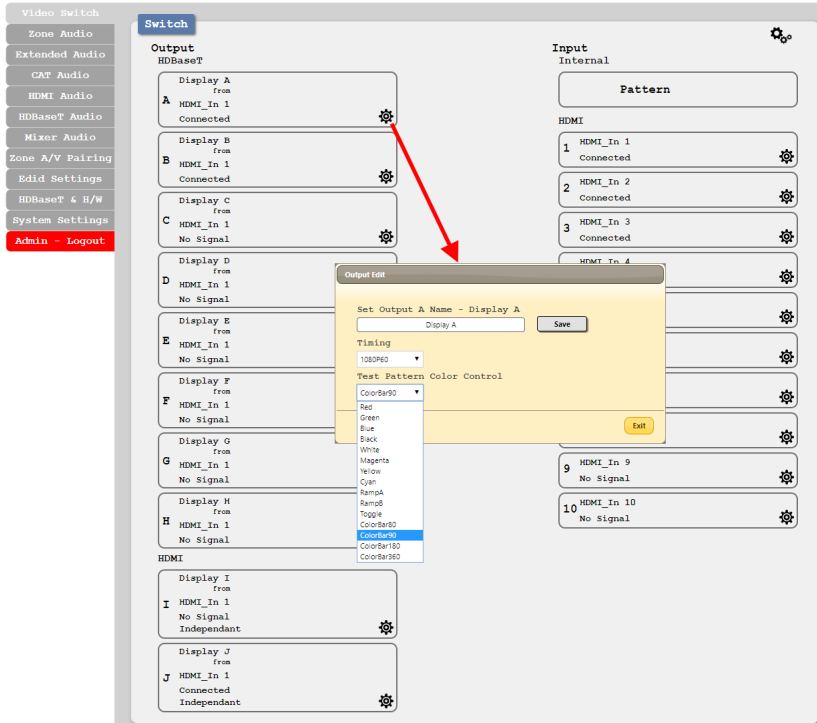 Video Switch
Zone Audio
Extended Audio
CAT Audio
HDMI Audio
HDBaseT Audio
Mixer Audio
Zone A/V Pairing
Edid Settings
HDBaseT & H/W
System Settings
Admin - Logout
Switch
Output
HDBaseT
Display A
from
A
HDMI_In 1
Connected
Display B
from
B
HDMI_In 1
Connected
Display C
from
C
HDMI_In 1
No Signal
Display D
from
D
HDMI_In 1
No Signal
Display E
from
E
HDMI_In 1
No Signal
Display F
from
F
HDMI_In 1
No Signal
Display G
from
G
HDMI_In 1
No Signal
Display H
from
H
HDMI_In 1
No Signal
HDMI
Display I
from
I
HDMI_In 1
No Signal
Independant
Display J
from
J
HDMI_In 1
Connected
Independant
Output Edit
Set Output A Name - Display A
Display A
Save
Timing
1080P60
Test Pattern Color Control
ColorBar90
Red
Green
Blue
Black
White
Magenta
Yellow
Cyan
RampA
RampB
Toggle
ColorBar80
ColorBar90
ColorBar180
ColorBar360
Exit
Input
Internal
Pattern
HDMI
1 HDMI_In 1
Connected
2 HDMI_In 2
Connected
3 HDMI_In 3
Connected
HDMI_In 4
9 HDMI_In 9
No Signal
10 HDMI_In 10
No Signal